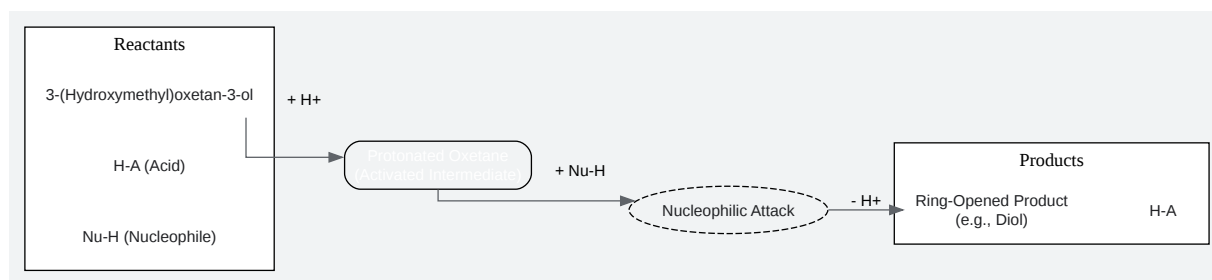 Reactants
3-(Hydroxymethyl)oxetan-3-ol
+ H+
H-A (Acid)
Nu-H (Nucleophile)
Protonated Oxetane
(Activated Intermediate)
+ Nu-H
Nucleophilic Attack
- H+
Products
Ring-Opened Product
(e.g., Diol)
H-A